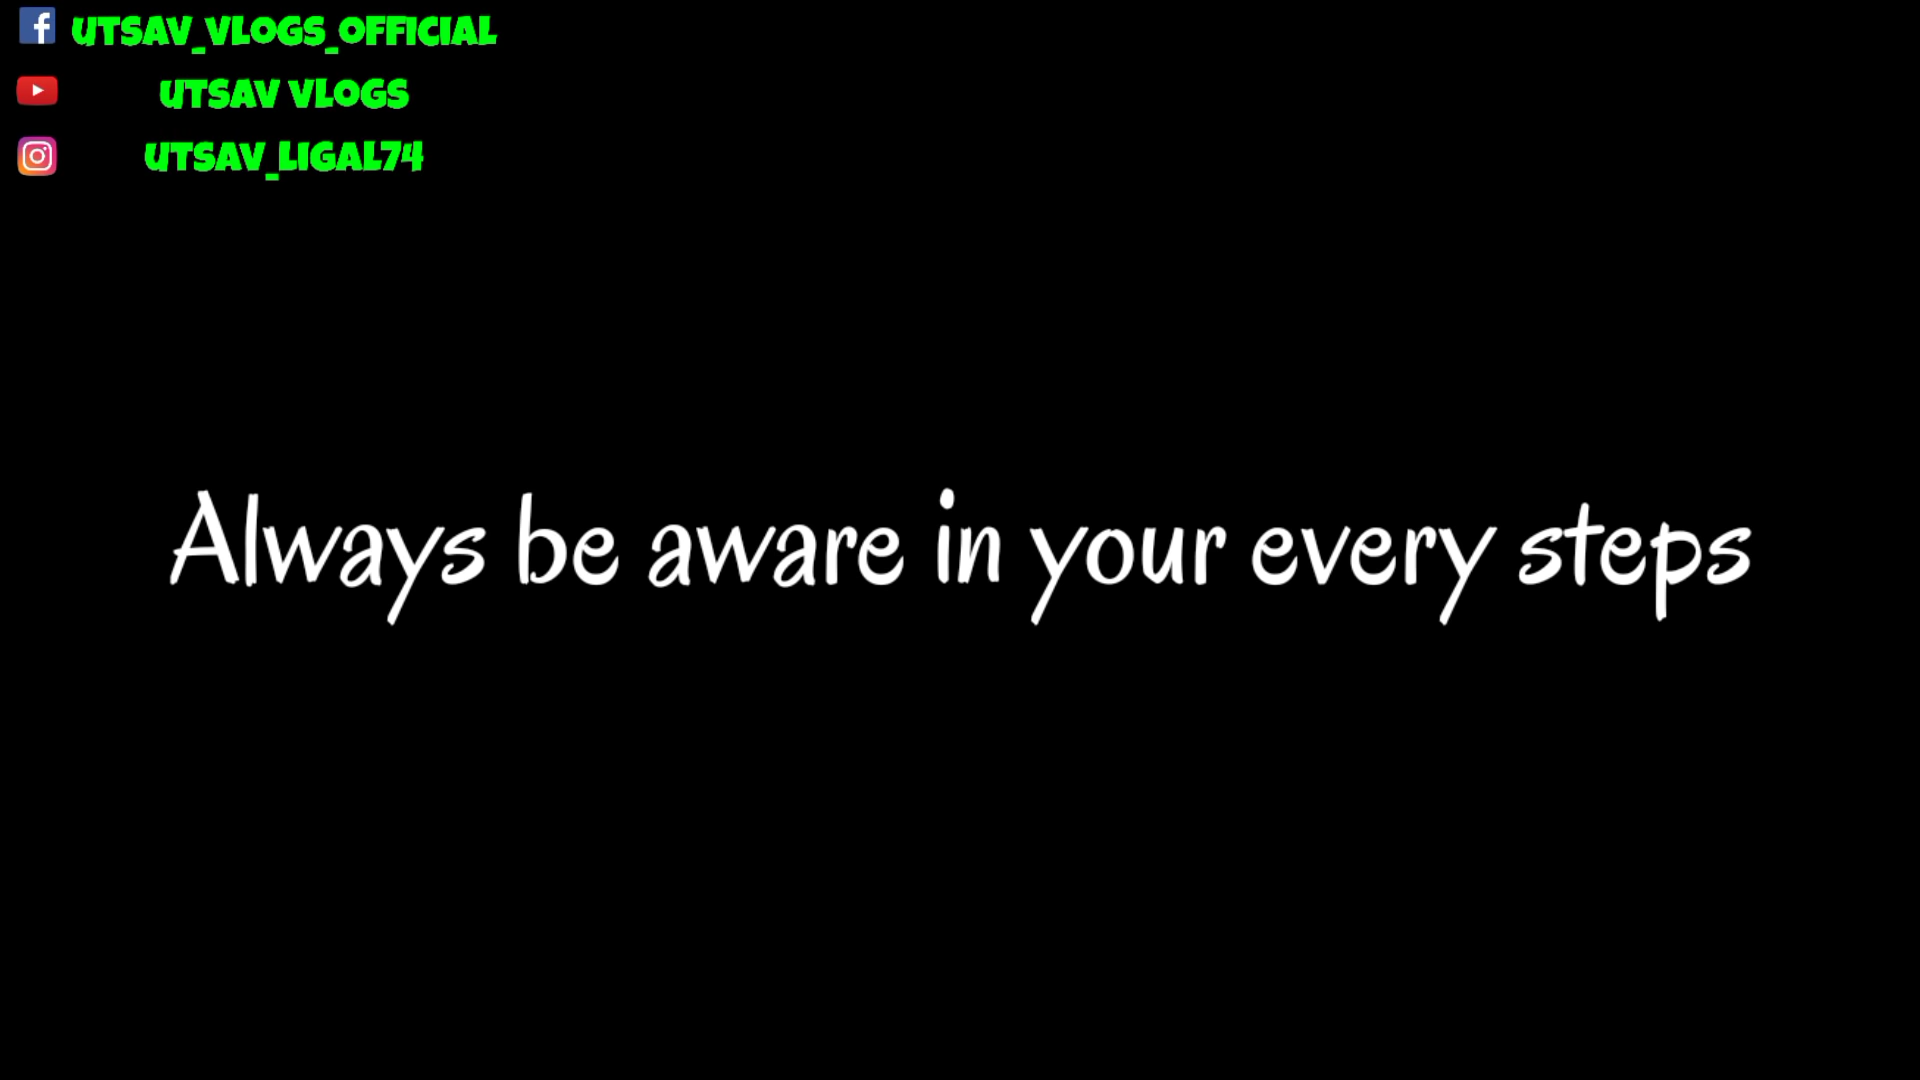 UTSAV_VLOGS_OFFICIAL
UTSAV VLOGS
UTSAV_LIGAL74
Always be aware in your every steps